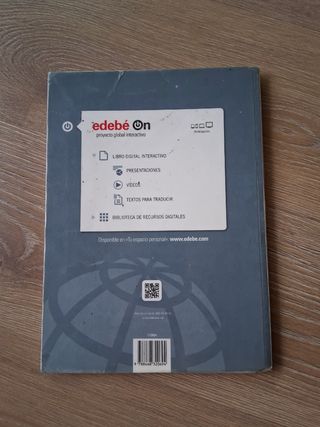 edebé On
proyecto global interactivo
LIBRO DIGITAL INTERACTIVO
PRESENTACIONES
VÍDEOS
TEXTOS PARA TRADUCIR
BIBLIOTECA DE RECURSOS DIGITALES
Disponible en «Tu espacio personal» www.edebe.com